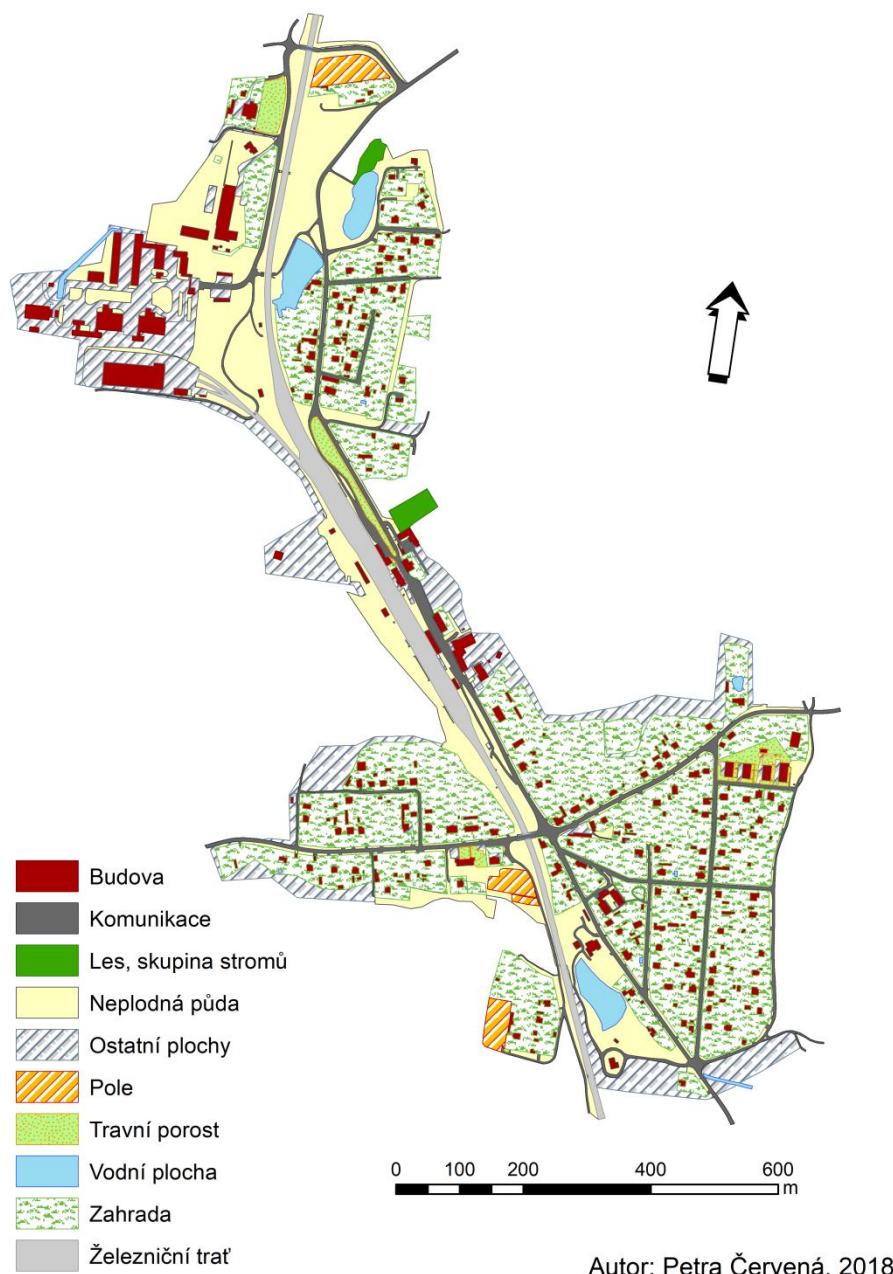 Budova
Komunikace
Les, skupina stromů
Neplodná půda
Ostatní plochy
Pole
Travní porost
Vodní plocha
Zahrada
Železniční trať
0 100 200 400 600
m
Autor: Petra Červená, 2018